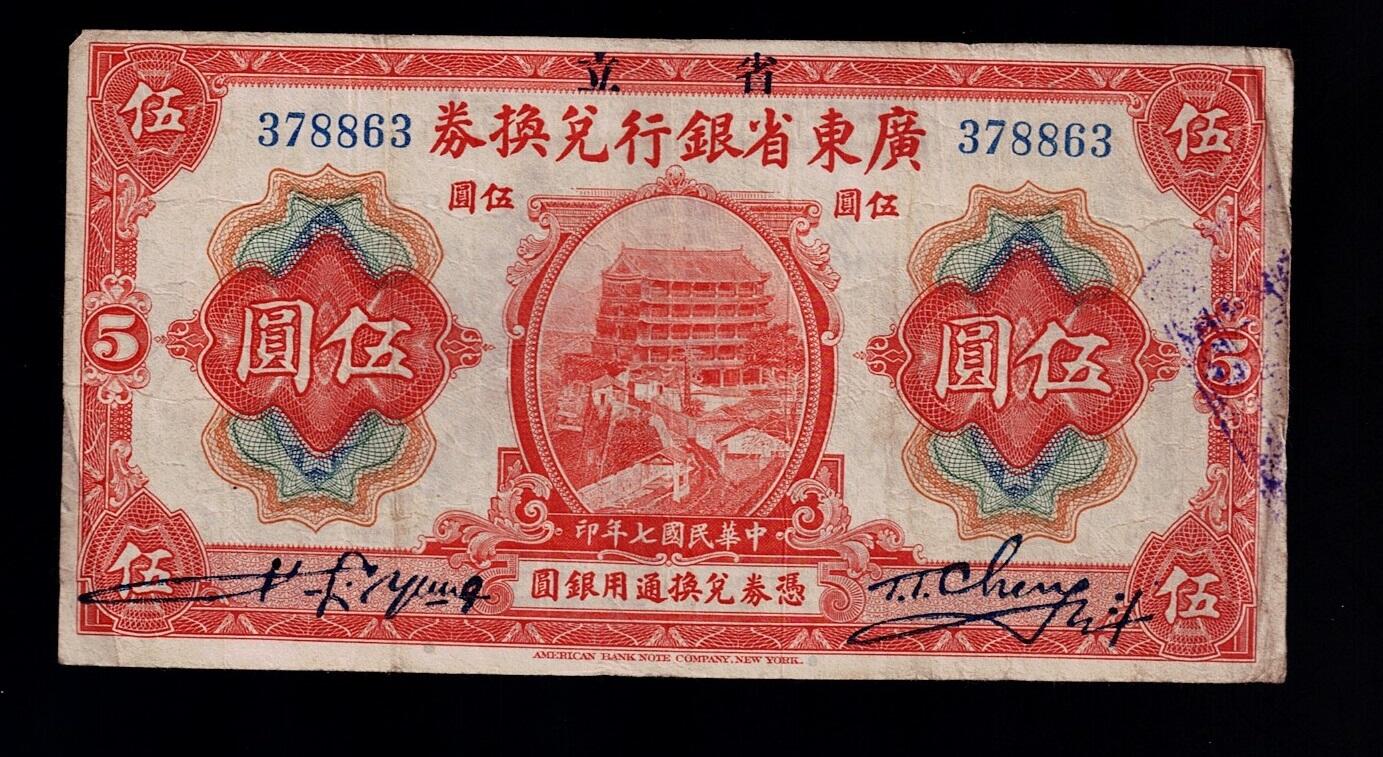 省立
伍
伍
378863
廣東省銀行兌換券
378863
伍圓
伍圓
5
伍圓
伍圓
5
中華民國七年印
伍
憑券兌換通用銀圓
T.T. Cheng
伍
AMERICAN BANK NOTE COMPANY, NEW YORK.